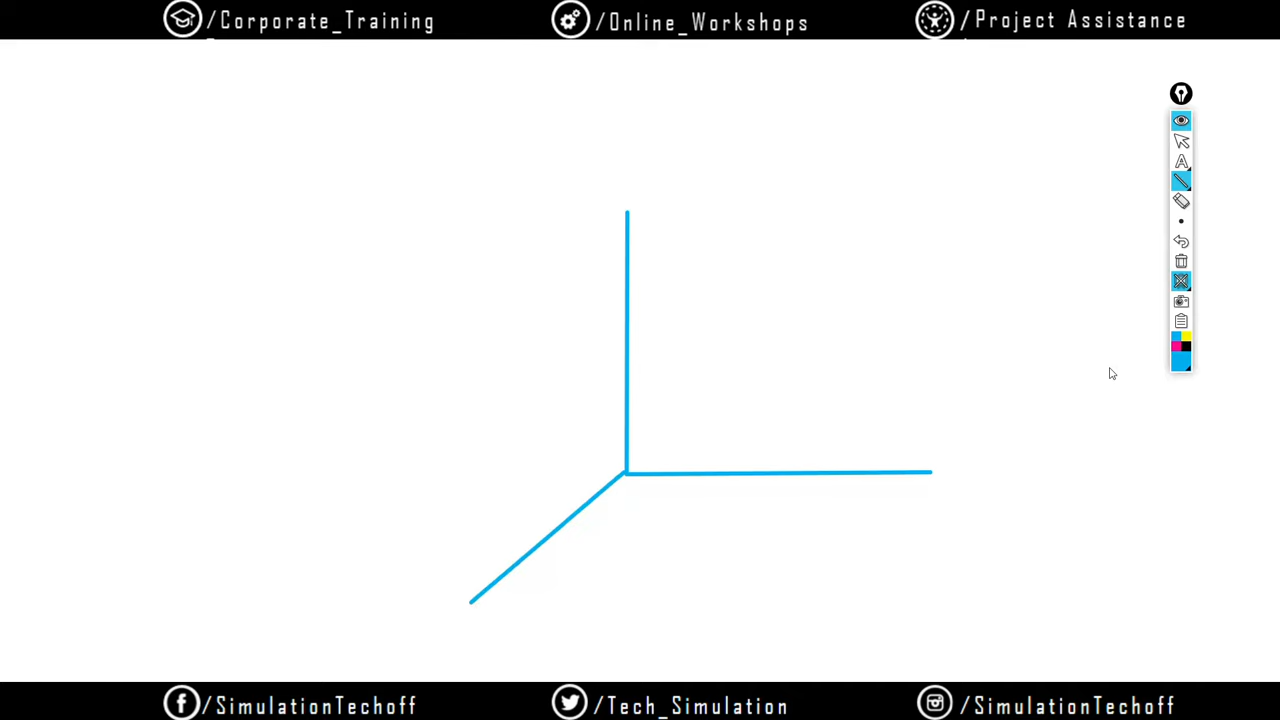 /Corporate_Training
/Online_Workshops
/Project Assistance
/SimulationTechoff
/Tech_Simulation
/SimulationTechoff